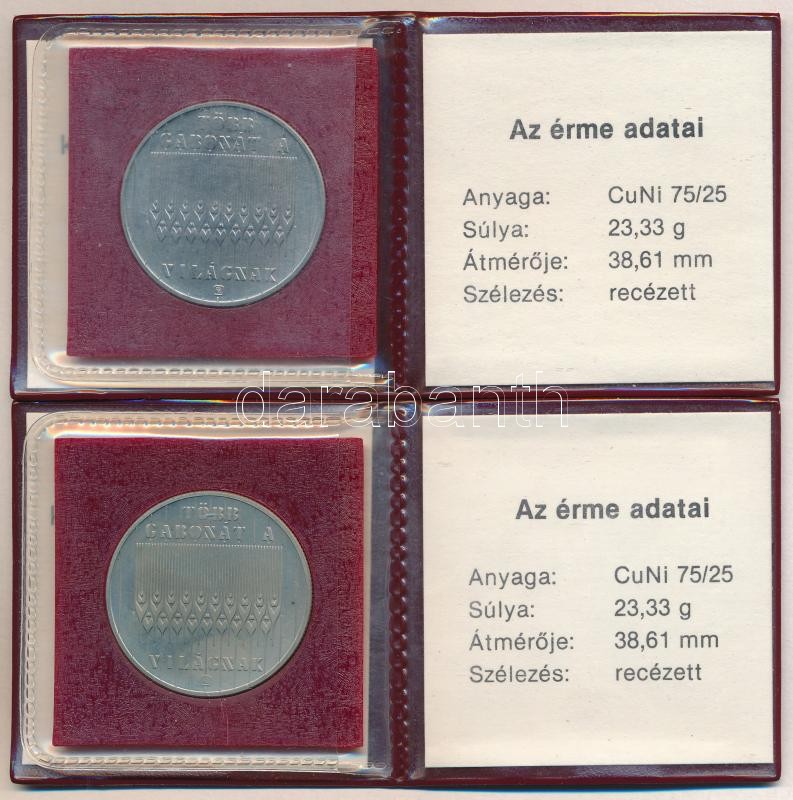 TÖBB
GABONÁT A
VILÁGNAK
Az érme adatai
Anyaga: CuNi 75/25
Súlya: 23,33 g
Átmérője: 38,61 mm
Szélezés: recézett
darabanth
TÖBB
GABONÁT A
VILÁGNAK
Az érme adatai
Anyaga: CuNi 75/25
Súlya: 23,33 g
Átmérője: 38,61 mm
Szélezés: recézett